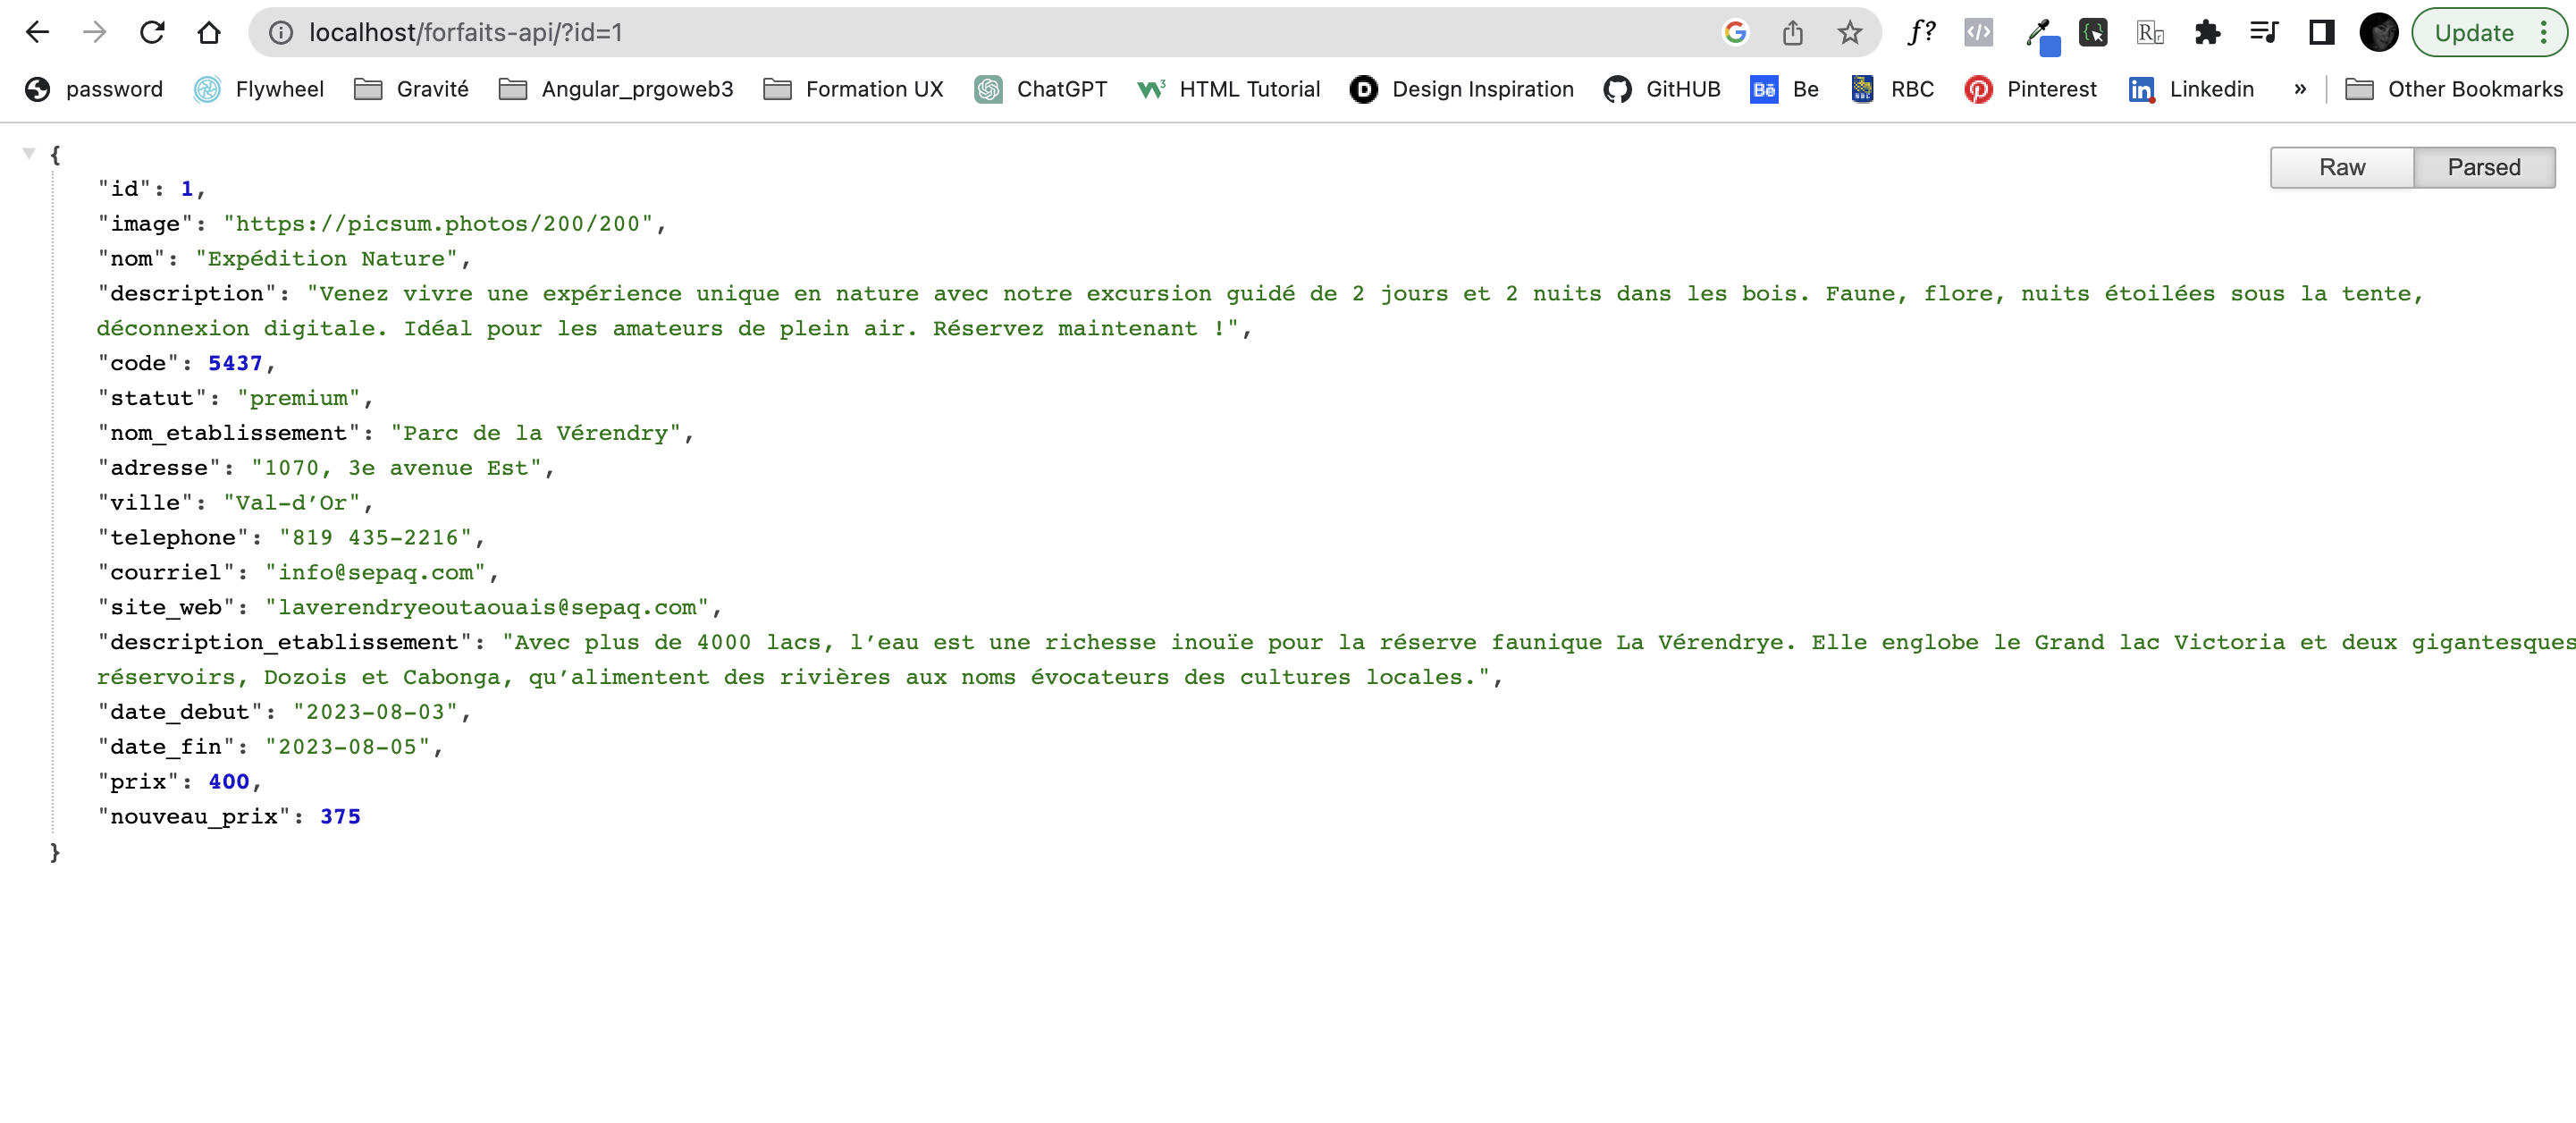 localhost/forfaits-api/?id=1
f?
Update
password Flywheel Gravité Angular_prgoweb3 Formation UX ChatGPT HTML Tutorial Design Inspiration GitHUB Be RBC Pinterest Linkedin » Other Bookmarks
Raw Parsed
{
"id": 1,
"image": "https://picsum.photos/200/200",
"nom": "Expédition Nature",
"description": "Venez vivre une expérience unique en nature avec notre excursion guidé de 2 jours et 2 nuits dans les bois. Faune, flore, nuits étoilées sous la tente,
déconnexion digitale. Idéal pour les amateurs de plein air. Réservez maintenant !",
"code": 5437,
"statut": "premium",
"nom_etablissement": "Parc de la Vérendry",
"adresse": "1070, 3e avenue Est",
"ville": "Val-d’Or",
"telephone": "819 435-2216",
"courriel": "info@sepaq.com",
"site_web": "laverendryeoutaouais@sepaq.com",
"description_etablissement": "Avec plus de 4000 lacs, l’eau est une richesse inouïe pour la réserve faunique La Vérendrye. Elle englobe le Grand lac Victoria et deux gigantesques
réservoirs, Dozois et Cabonga, qu’alimentent des rivières aux noms évocateurs des cultures locales.",
"date_debut": "2023-08-03",
"date_fin": "2023-08-05",
"prix": 400,
"nouveau_prix": 375
}